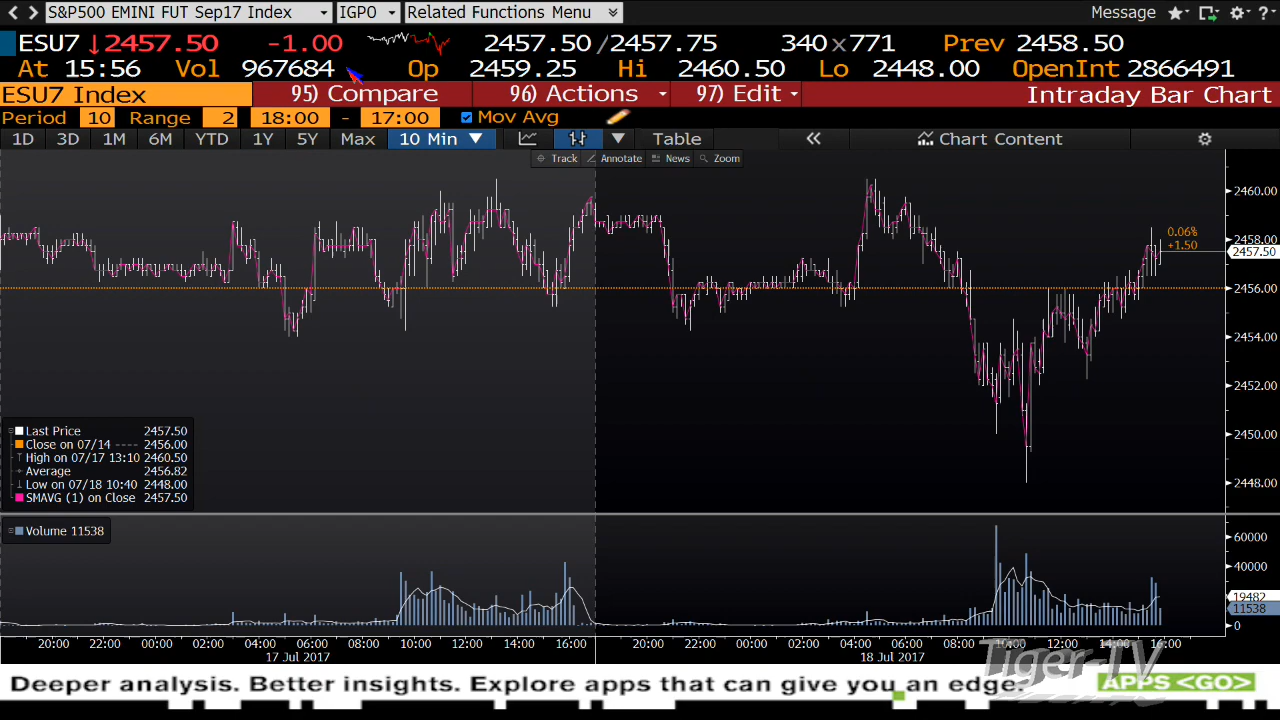 S&P500 EMINI FUT Sep17 Index IGPO Related Functions Menu Message ?
ESU7 ↓2457.50 -1.00 2457.50/2457.75 340x771 Prev 2458.50
At 15:56 Vol 967684 Op 2459.25 Hi 2460.50 Lo 2448.00 OpenInt 2866491
ESU7 Index 95) Compare 96) Actions 97) Edit Intraday Bar Chart
Period 10 Range 2 18:00 - 17:00 Mov Avg
1D 3D 1M 6M YTD 1Y 5Y Max 10 Min Table Chart Content
Track Annotate News Zoom
2460.00
0.06%
2458.00
+1.50
2457.50
2456.00
2454.00
2452.00
2450.00
2448.00
Last Price 2457.50
Close on 07/14 ---- 2456.00
High on 07/17 13:10 2460.50
Average 2456.82
Low on 07/18 10:40 2448.00
SMAVG (1) on Close 2457.50
Volume 11538
60000
40000
19482
11538
0
20:00 22:00 00:00 02:00 04:00 06:00 08:00 10:00 12:00 14:00 16:00 20:00 22:00 00:00 02:00 04:00 06:00 08:00 10:00 12:00 14:00 16:00
17 Jul 2017 18 Jul 2017
Tiger-TV
Deeper analysis. Better insights. Explore apps that can give you an edge. APPS <GO>